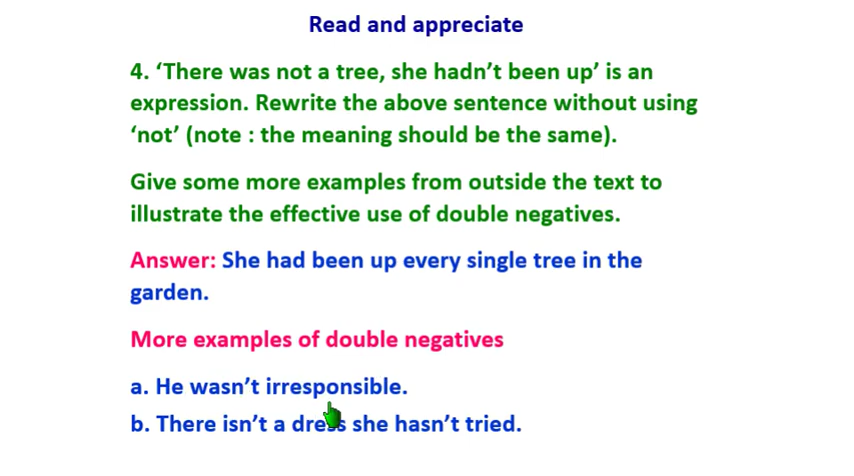 Read and appreciate
4. ‘There was not a tree, she hadn’t been up’ is an
expression. Rewrite the above sentence without using
‘not’ (note : the meaning should be the same).
Give some more examples from outside the text to
illustrate the effective use of double negatives.
Answer: She had been up every single tree in the
garden.
More examples of double negatives
a. He wasn’t irresponsible.
b. There isn’t a dress she hasn’t tried.